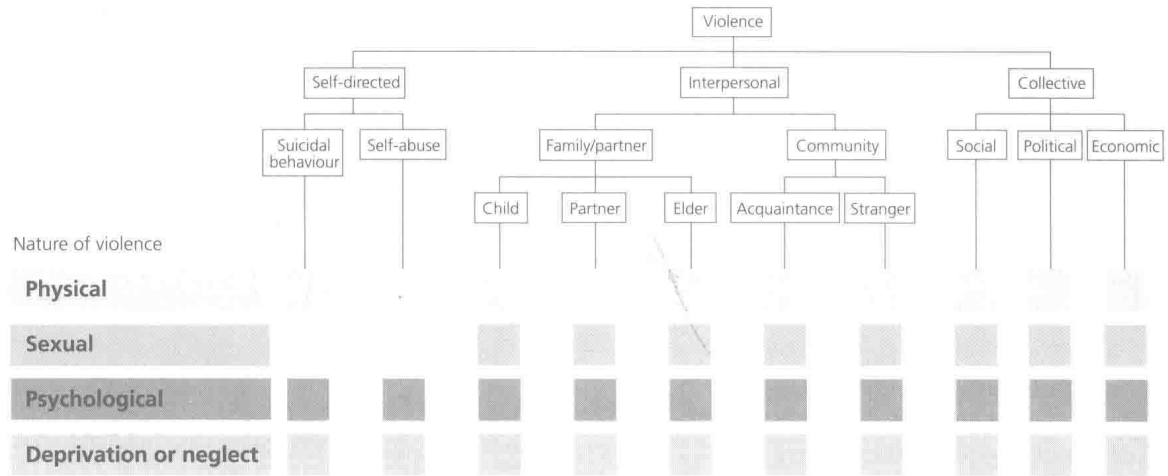 Violence
Self-directed
Interpersonal
Collective
Suicidal
behaviour
Self-abuse
Family/partner
Community
Social
Political
Economic
Child
Partner
Elder
Acquaintance
Stranger
Nature of violence
Physical
Sexual
Psychological
Deprivation or neglect